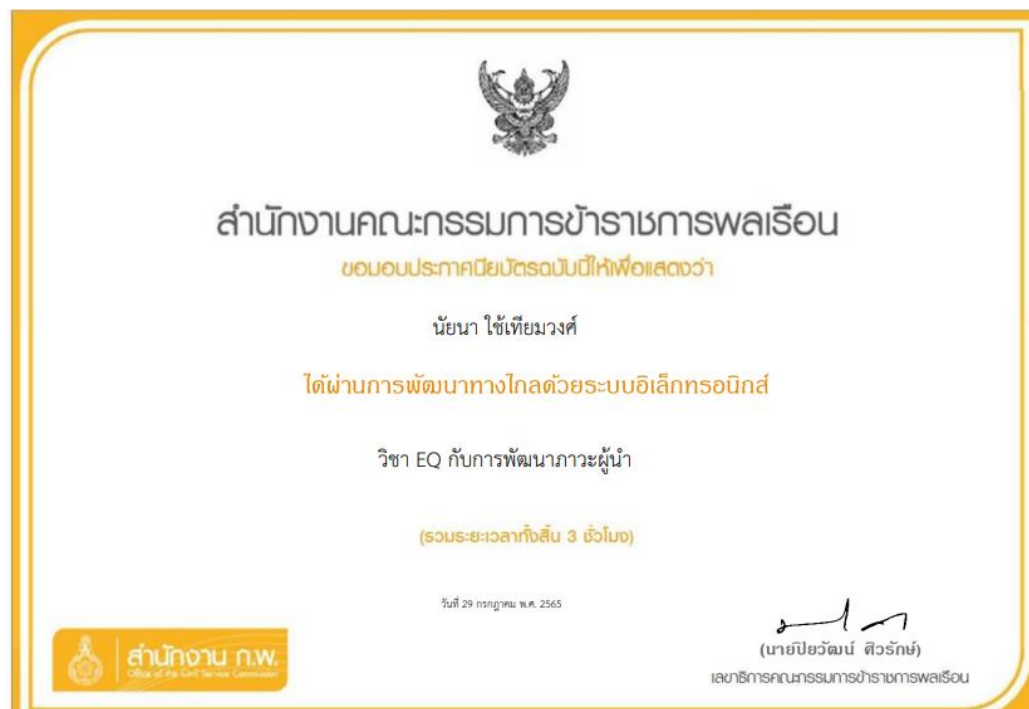 สำนักงานคณะกรรมการข้าราชการพลเรือน
ขอมอบประกาศนียบัตรฉบับนี้ให้เพื่อแสดงว่า
นัยนา ใช้เทียมวงศ์
ได้ผ่านการพัฒนาทางไกลด้วยระบบอิเล็กทรอนิกส์
วิชา EQ กับการพัฒนาภาวะผู้นำ
(รวมระยะเวลาทั้งสิ้น 3 ชั่วโมง)
วันที่ 29 กรกฎาคม พ.ศ. 2565
(นายปิยวัฒน์ ศิวรักษ์)
เลขาธิการคณะกรรมการข้าราชการพลเรือน
สำนักงาน ก.พ.
Office of the Civil Service Commission